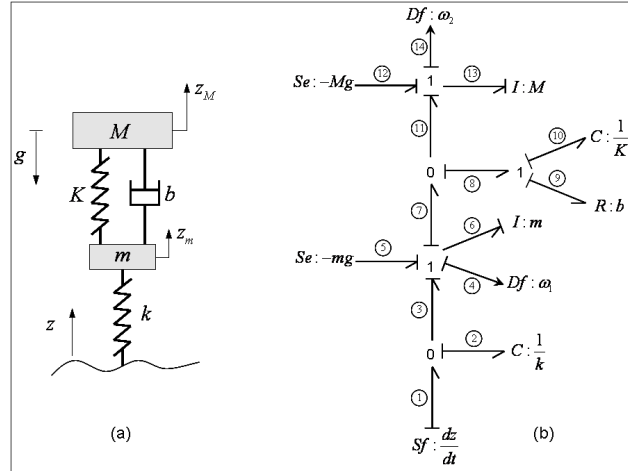 z_M
M
g
K
b
z_m
m
k
z
(a)
Df : ω₂
14
Se : −Mg
12
1
13
I : M
11
10
C : 1/K
0
8
1
9
R : b
7
6
I : m
Se : −mg
5
1
4
Df : ω₁
3
0
2
C : 1/k
1
Sf : dz/dt
(b)